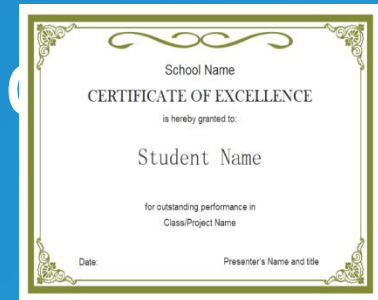 School Name
CERTIFICATE OF EXCELLENCE
is hereby granted to:
Student Name
for outstanding performance in
Class/Project Name
Date: Presenter's Name and title